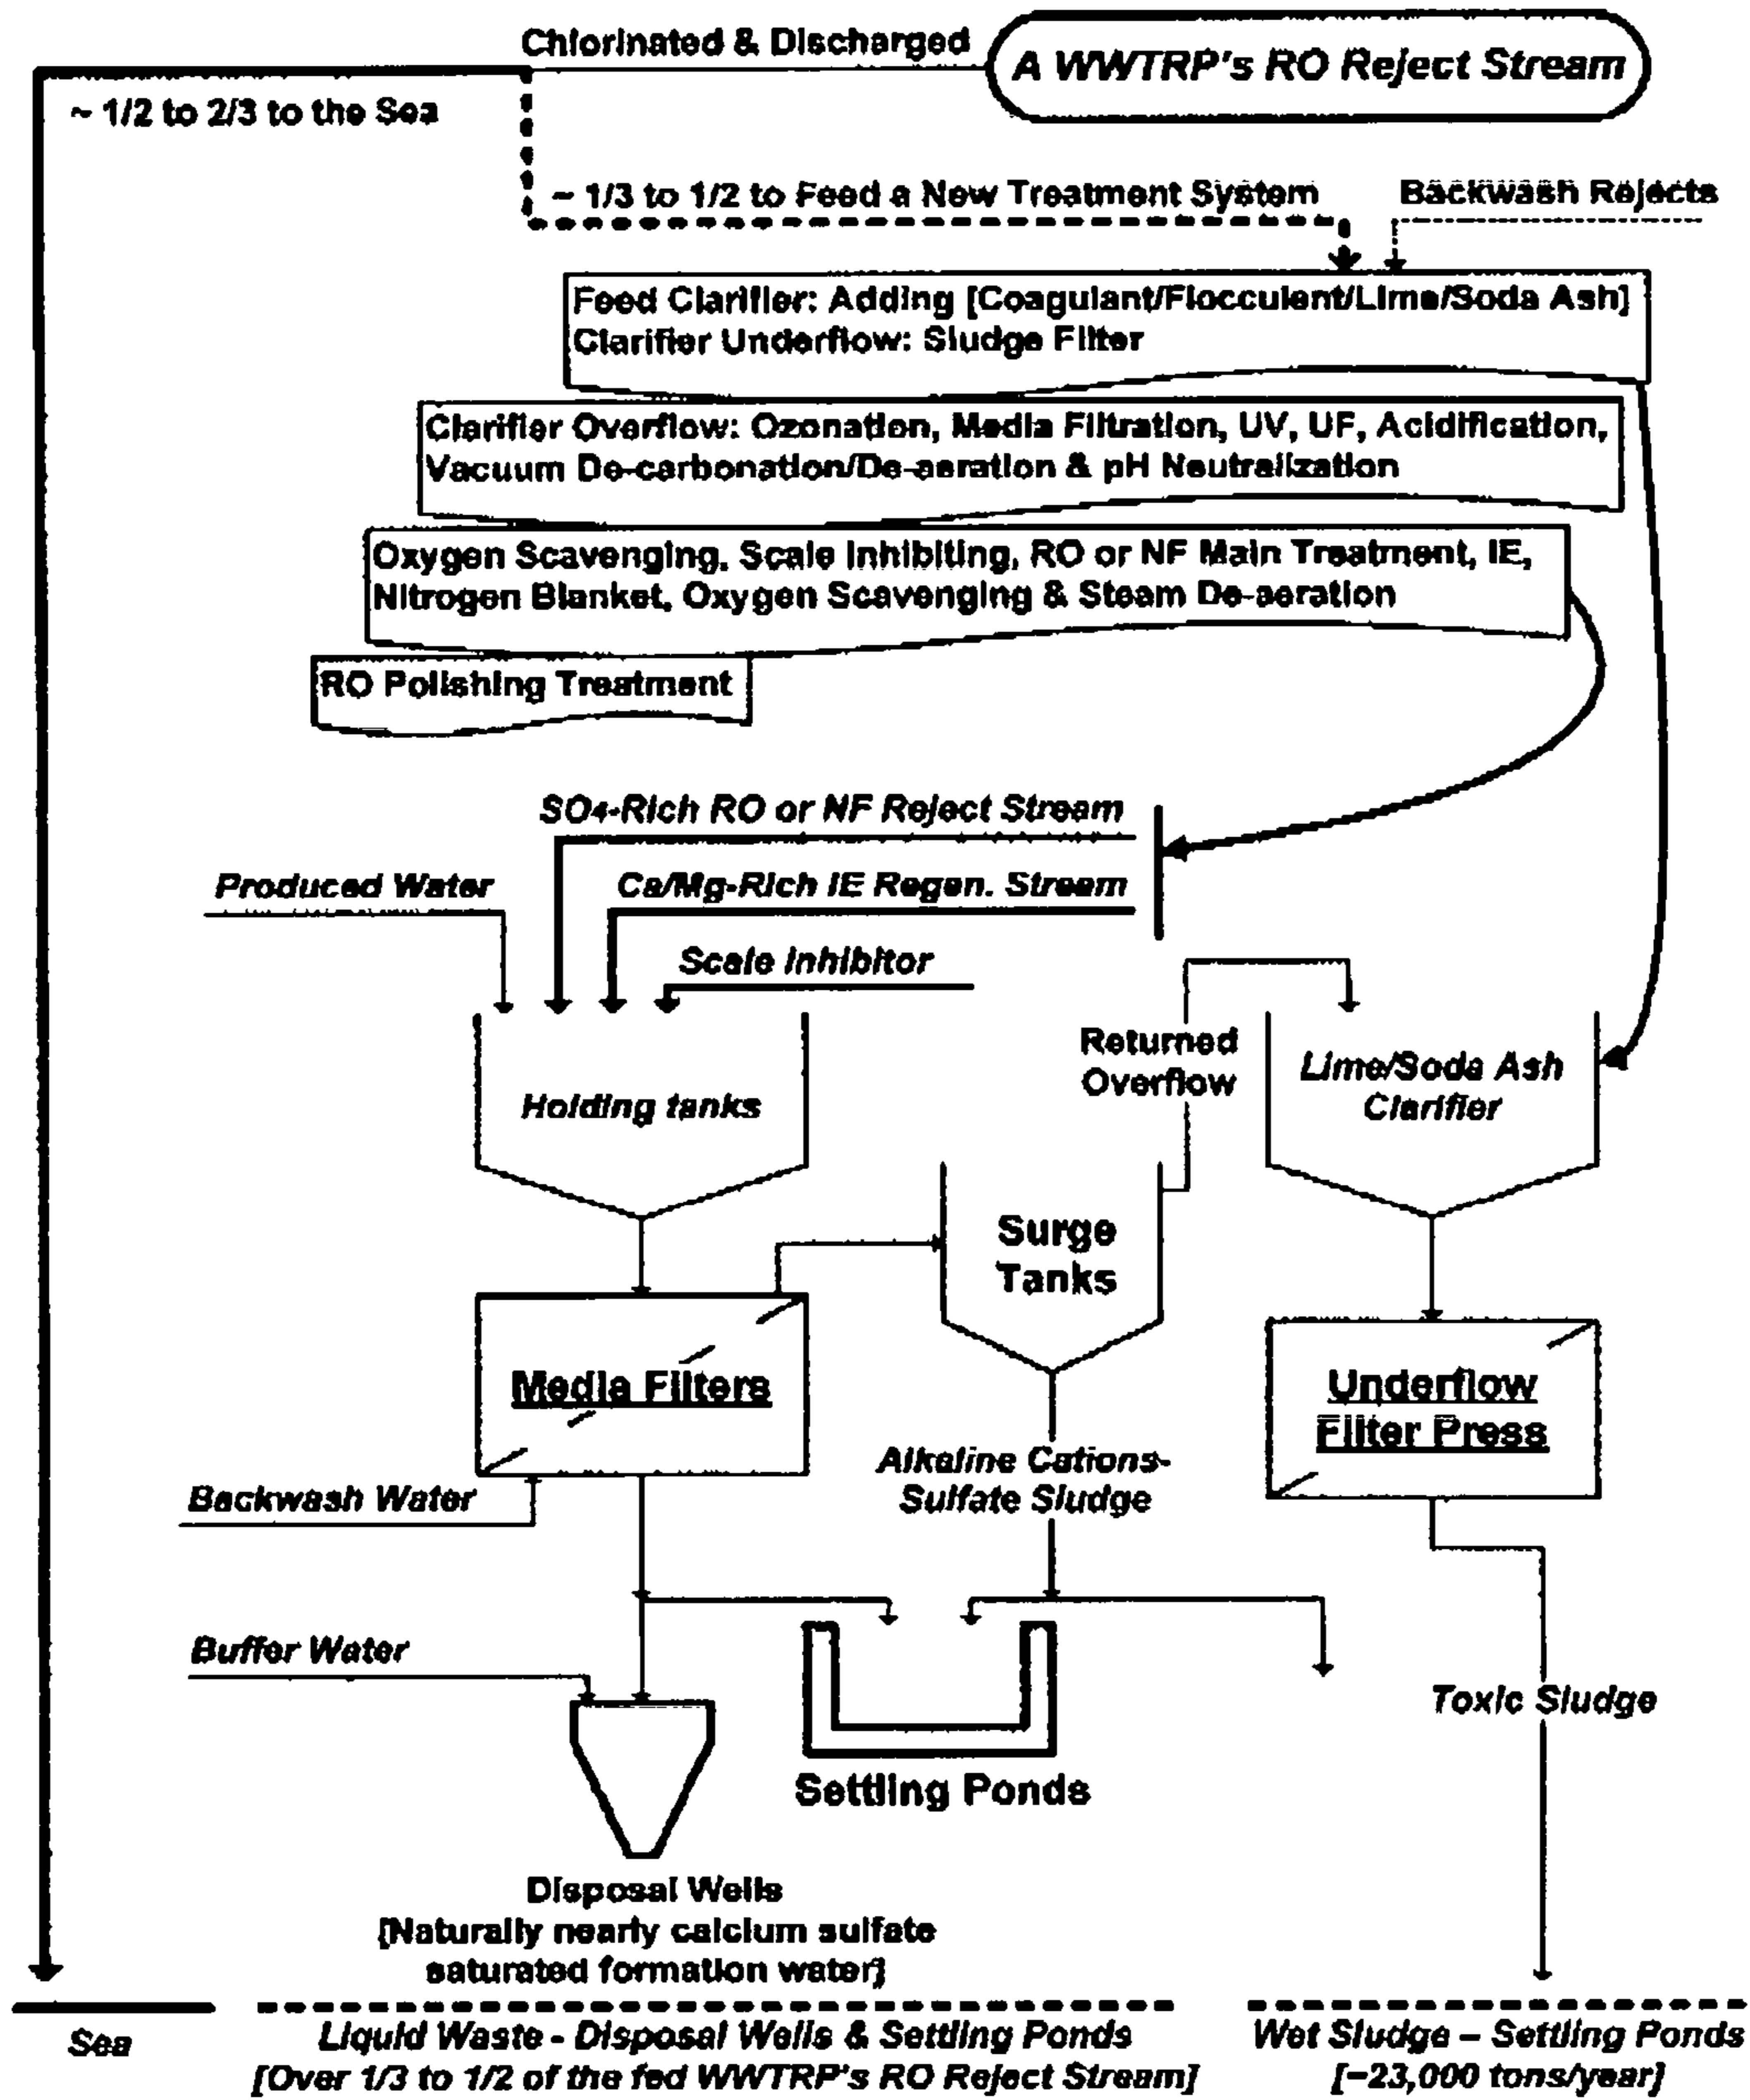 Chlorinated & Discharged
A WWTRP's RO Reject Stream
~ 1/2 to 2/3 to the Sea
~ 1/3 to 1/2 to Feed a New Treatment System
Backwash Rejects
Feed Clarifier: Adding [Coagulant/Flocculent/Lime/Soda Ash]
Clarifier Underflow: Sludge Filter
Clarifier Overflow: Ozonation, Media Filtration, UV, UF, Acidification,
Vacuum De-carbonation/De-aeration & pH Neutralization
Oxygen Scavenging, Scale Inhibiting, RO or NF Main Treatment, IE,
Nitrogen Blanket, Oxygen Scavenging & Steam De-aeration
RO Polishing Treatment
SO4-Rich RO or NF Reject Stream
Produced Water
Ca/Mg-Rich IE Regen. Stream
Scale Inhibitor
Returned
Overflow
Lime/Soda Ash
Clarifier
Holding tanks
Surge
Tanks
Media Filters
Underflow
Filter Press
Alkaline Cations-
Sulfate Sludge
Backwash Water
Buffer Water
Toxic Sludge
Settling Ponds
Disposal Wells
[Naturally nearly calcium sulfate
saturated formation water]
Sea
Liquid Waste - Disposal Wells & Settling Ponds
[Over 1/3 to 1/2 of the fed WWTRP's RO Reject Stream]
Wet Sludge – Settling Ponds
[~23,000 tons/year]